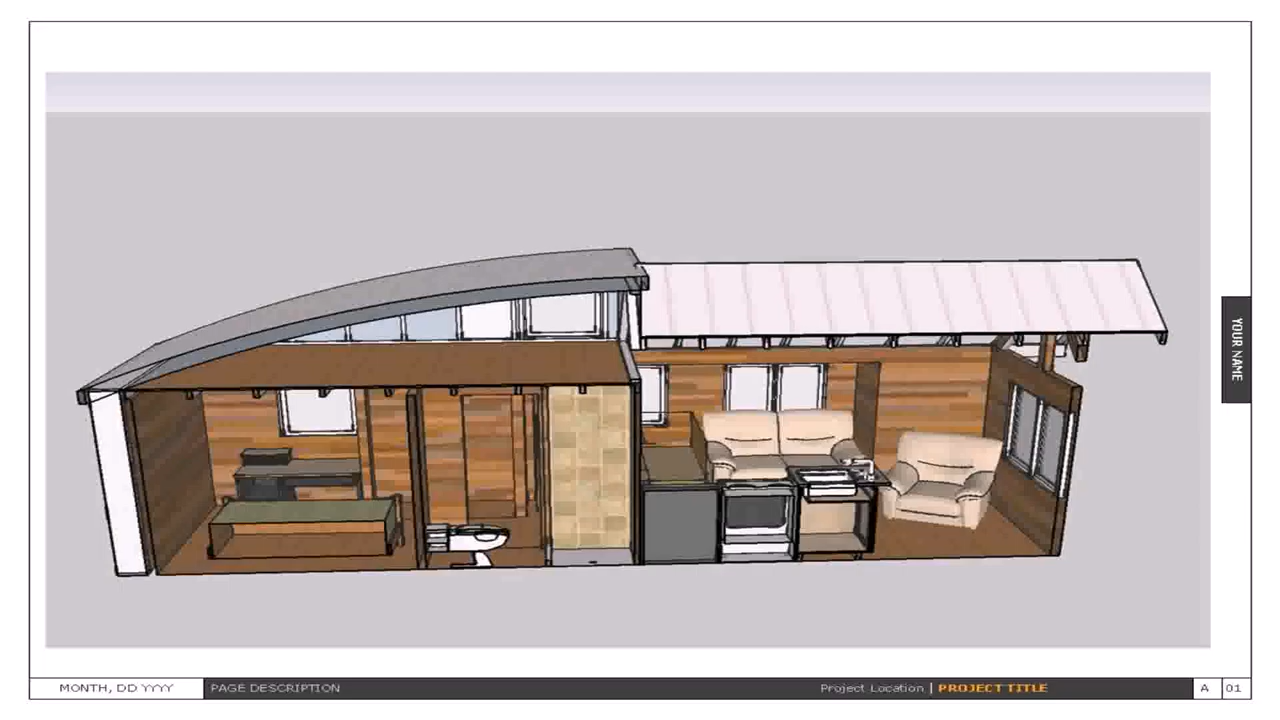 YOUR NAME
MONTH, DD YYYY
PAGE DESCRIPTION
Project Location | PROJECT TITLE
A
01